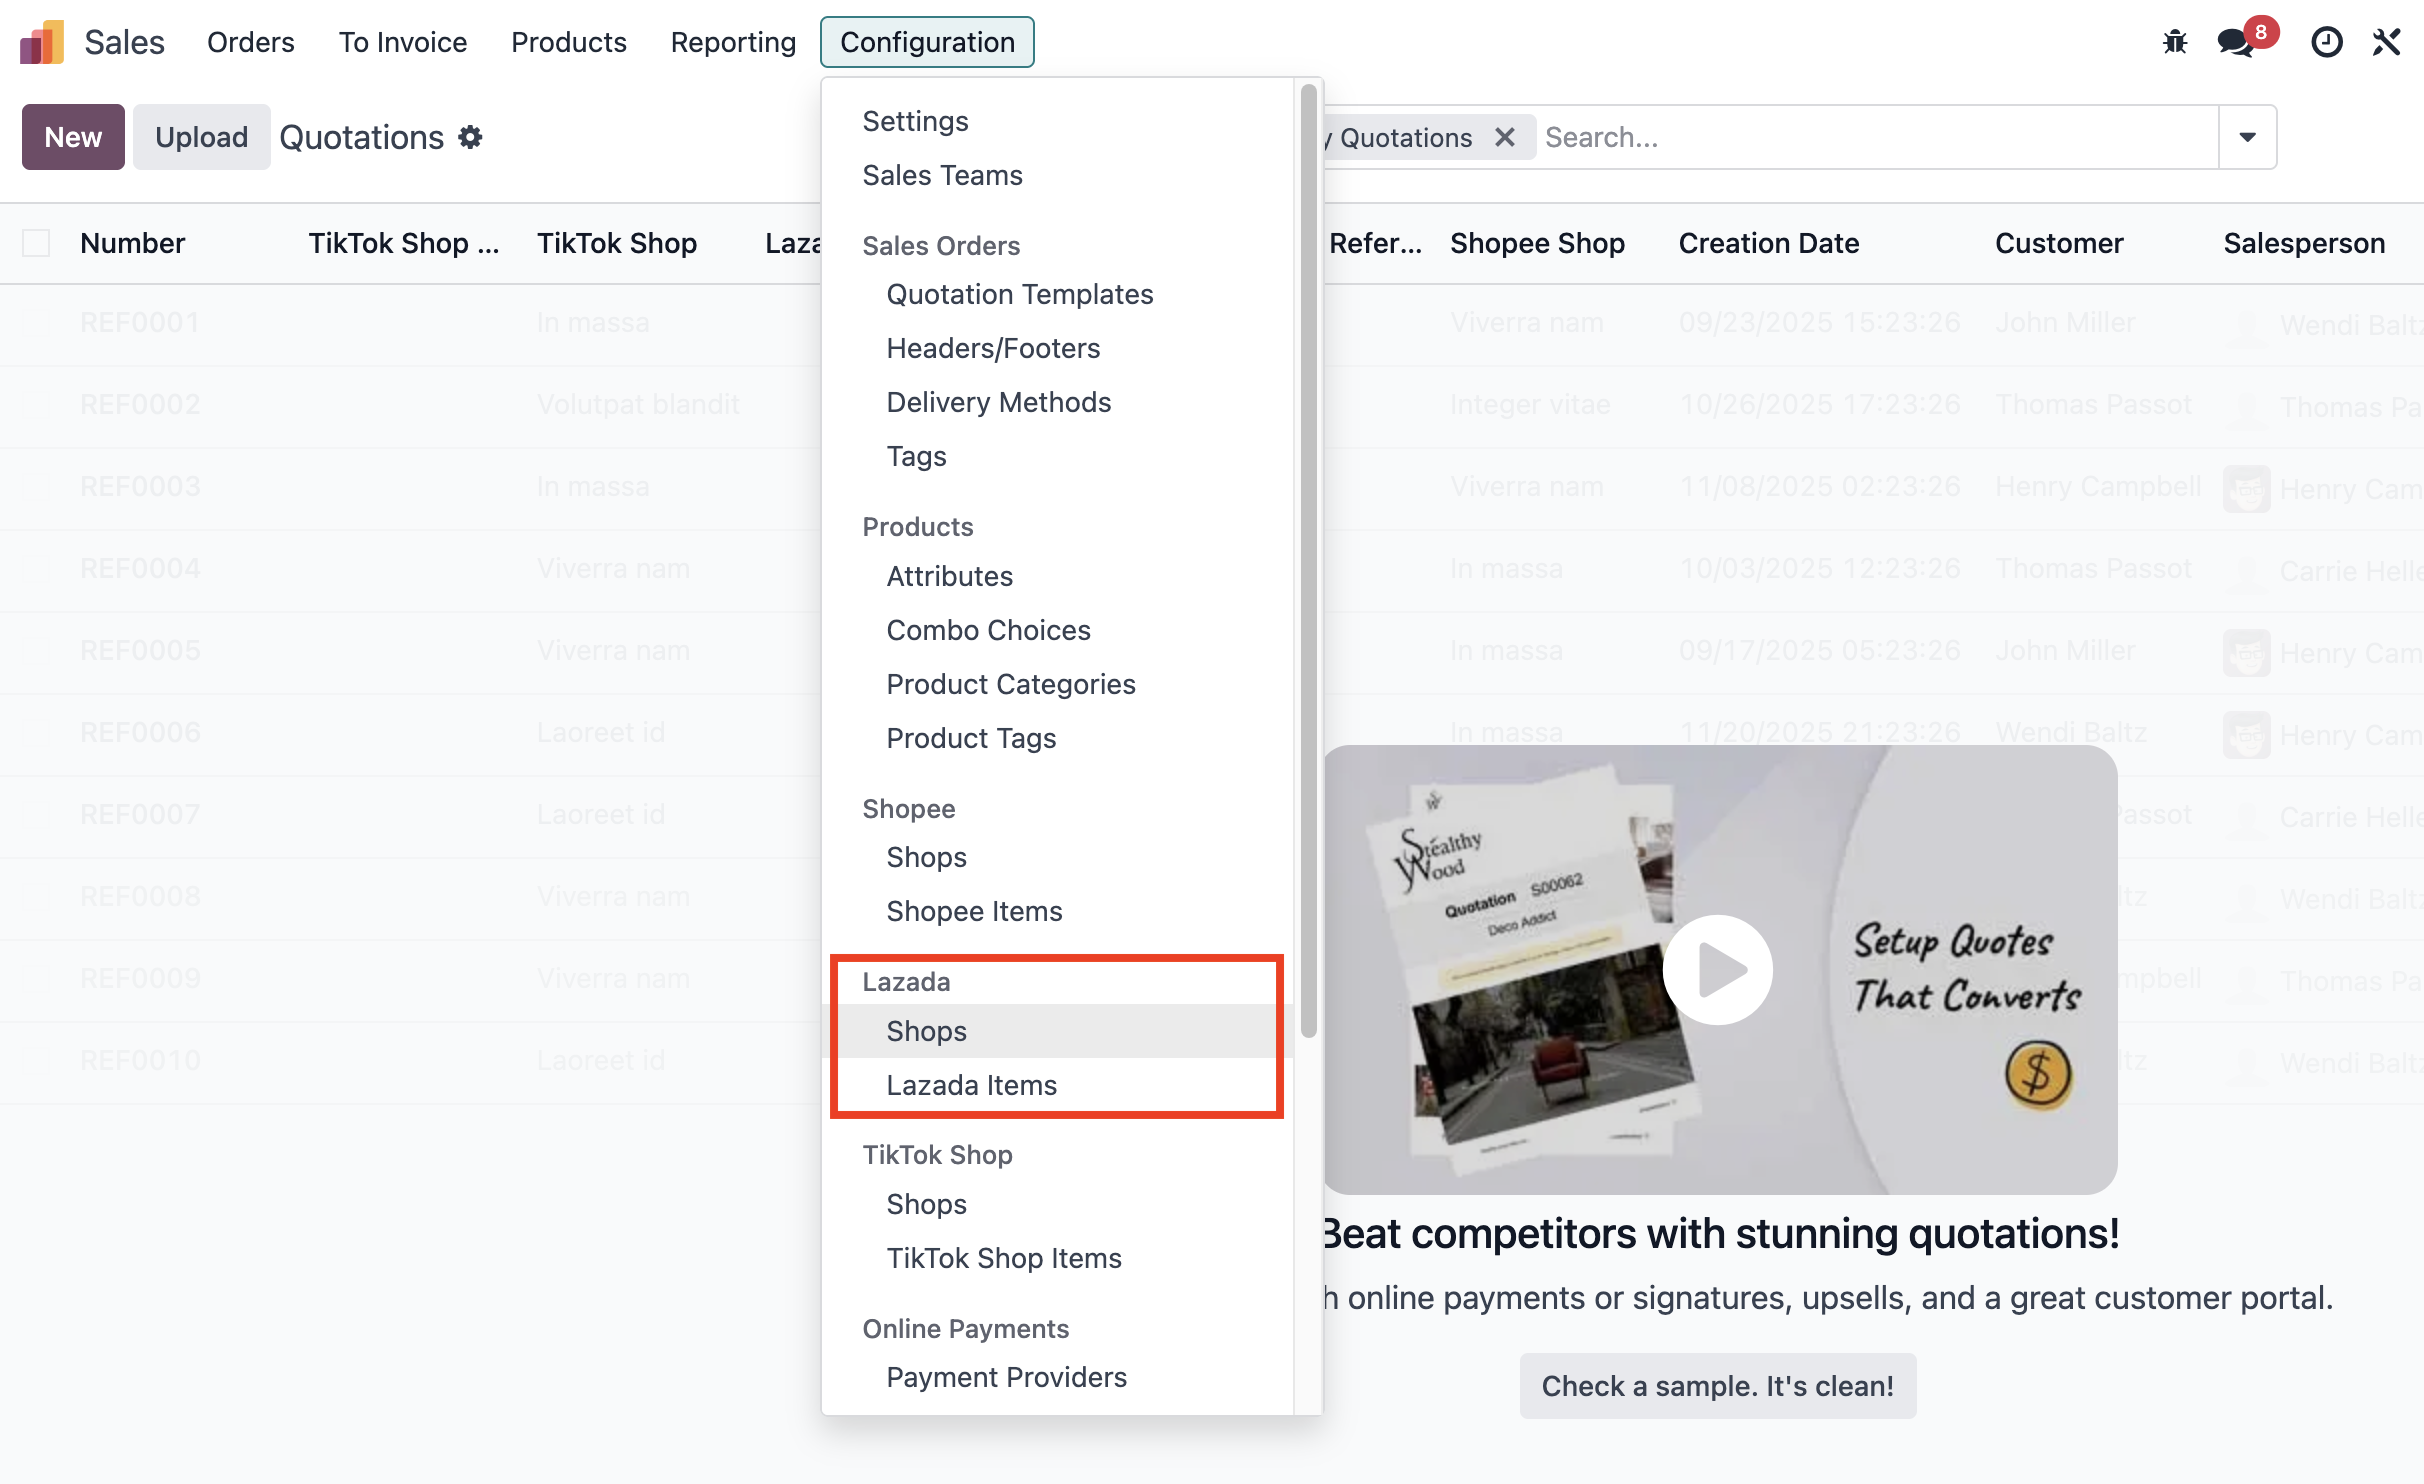 Sales Orders To Invoice Products Reporting Configuration 8
New Upload Quotations y Quotations Search...
Number TikTok Shop ... TikTok Shop Laza Refer... Shopee Shop Creation Date Customer Salesperson
REF0001 In massa Viverra nam 09/23/2025 15:23:26 John Miller Wendi Baltz
REF0002 Volutpat blandit Integer vitae 10/26/2025 17:23:26 Thomas Passot Thomas Pa
REF0003 In massa Viverra nam 11/08/2025 02:23:26 Henry Campbell Henry Cam
REF0004 Viverra nam In massa 10/03/2025 12:23:26 Thomas Passot Carrie Helle
REF0005 Viverra nam In massa 09/17/2025 05:23:26 John Miller Henry Cam
REF0006 Laoreet id In massa 11/20/2025 21:23:26 Wendi Baltz Henry Cam
REF0007 Laoreet id Passot Carrie Helle
REF0008 Viverra nam ltz Wendi Baltz
REF0009 Viverra nam mpbell Thomas Pa
REF0010 Laoreet id ltz Wendi Baltz
Settings
Sales Teams
Sales Orders
Quotation Templates
Headers/Footers
Delivery Methods
Tags
Products
Attributes
Combo Choices
Product Categories
Product Tags
Shopee
Shops
Shopee Items
Lazada
Shops
Lazada Items
TikTok Shop
Shops
TikTok Shop Items
Online Payments
Payment Providers
Stealthy
Wood
Quotation S00062
Deco Addict
Setup Quotes
That Converts
$
Beat competitors with stunning quotations!
h online payments or signatures, upsells, and a great customer portal.
Check a sample. It's clean!